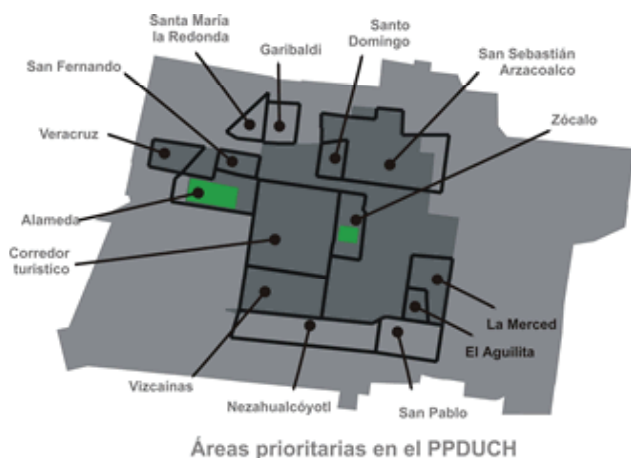 Santa María
la Redonda
Garibaldi
Santo
Domingo
San Sebastián
Arzacoalco
San Fernando
Zócalo
Veracruz
Alameda
Corredor
turístico
La Merced
El Aguilita
Vizcaínas
Nezahualcóyotl
San Pablo
Áreas prioritarias en el PPDUCH